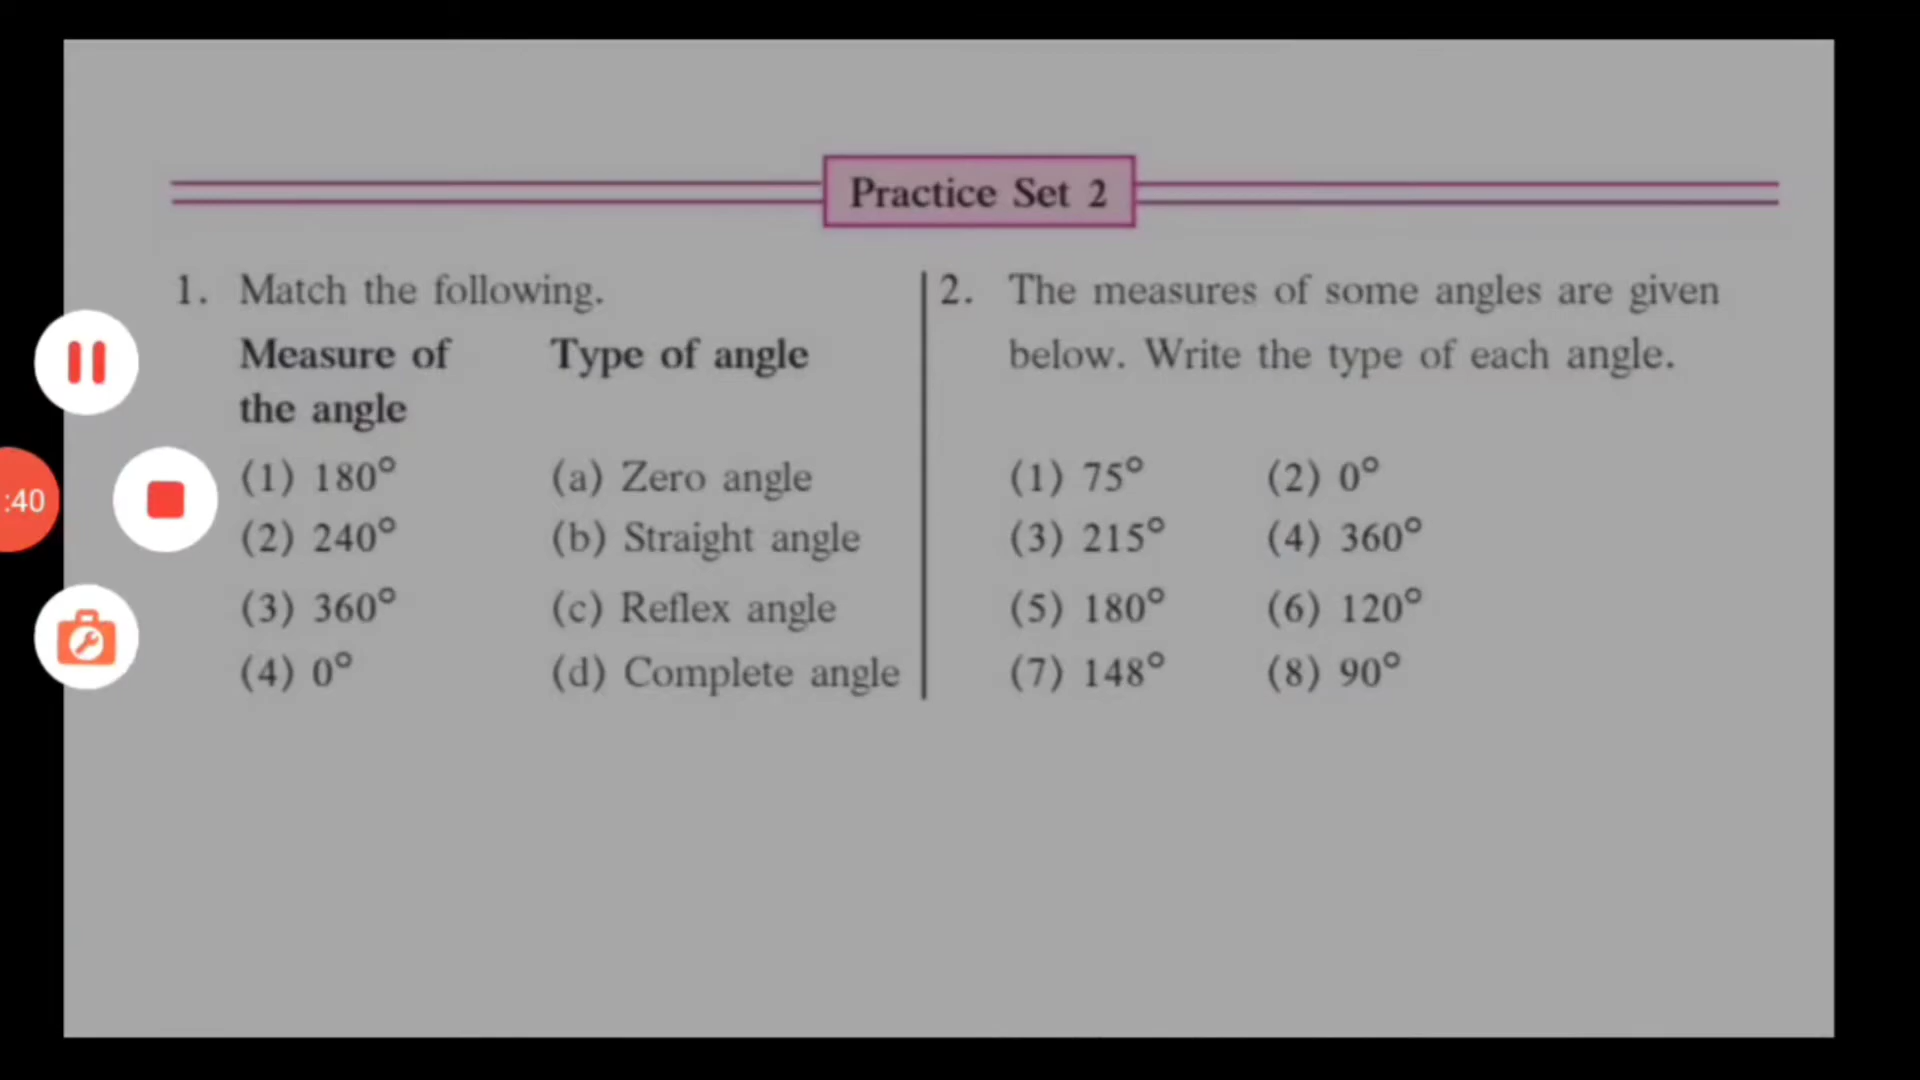 Practice Set 2
1. Match the following.
Measure of the angle
Type of angle
(1) 180° (a) Zero angle
(2) 240° (b) Straight angle
(3) 360° (c) Reflex angle
(4) 0° (d) Complete angle
2. The measures of some angles are given
below. Write the type of each angle.
(1) 75° (2) 0°
(3) 215° (4) 360°
(5) 180° (6) 120°
(7) 148° (8) 90°
:40